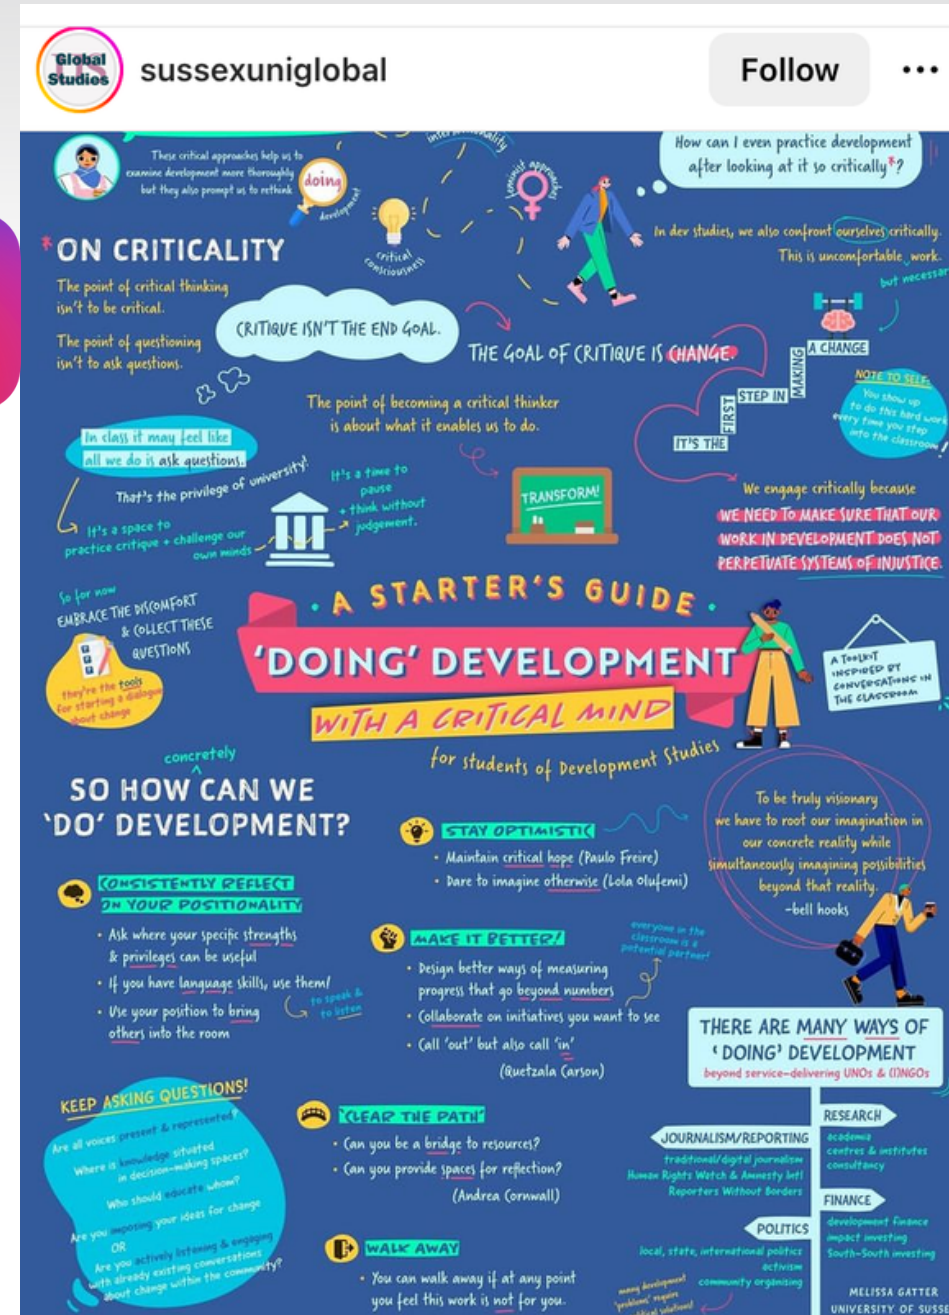 Global
Studies
sussexuniglobal
Follow
These critical approaches help us to
examine development more thoroughly
but they also prompt us to rethink
doing
development
critical
consciousness
intersectionality
feminist approaches
How can I even practice development
after looking at it so critically*?
In dev studies, we also confront ourselves critically.
This is uncomfortable work.
but necessar
*ON CRITICALITY
The point of critical thinking
isn't to be critical.
The point of questioning
isn't to ask questions.
CRITIQUE ISN'T THE END GOAL.
THE GOAL OF CRITIQUE IS CHANGE.
IT'S THE
FIRST
STEP IN
MAKING
A CHANGE
NOTE TO SELF:
You show up
to do this hard work
every time you step
into the classroom!
The point of becoming a critical thinker
is about what it enables us to do.
In class it may feel like
all we do is ask questions.
That's the privilege of university!
It's a space to
practice critique + challenge our
own minds
It's a time to
pause
+ think without
judgement.
TRANSFORM!
We engage critically because
WE NEED TO MAKE SURE THAT OUR
WORK IN DEVELOPMENT DOES NOT
PERPETUATE SYSTEMS OF INJUSTICE.
So for now
EMBRACE THE DISCOMFORT
& COLLECT THESE
QUESTIONS
they're the tools
for starting a dialogue
about change
• A STARTER'S GUIDE •
'DOING' DEVELOPMENT
WITH A CRITICAL MIND
for students of Development Studies
A TOOLKIT
INSPIRED BY
CONVERSATIONS IN
THE CLASSROOM
concretely
SO HOW CAN WE
'DO' DEVELOPMENT?
CONSISTENTLY REFLECT
ON YOUR POSITIONALITY
• Ask where your specific strengths
& privileges can be useful
• If you have language skills, use them!
to speak &
to listen
• Use your position to bring
others into the room
STAY OPTIMISTIC
• Maintain critical hope (Paulo Freire)
• Dare to imagine otherwise (Lola Olufemi)
MAKE IT BETTER!
everyone in the
classroom is a
potential partner!
• Design better ways of measuring
progress that go beyond numbers
• Collaborate on initiatives you want to see
• Call 'out' but also call 'in'
(Quetzala Carson)
To be truly visionary
we have to root our imagination in
our concrete reality while
simultaneously imagining possibilities
beyond that reality.
-bell hooks
KEEP ASKING QUESTIONS!
Are all voices present & represented?
Where is knowledge situated
in decision-making spaces?
Who should educate whom?
Are you imposing your ideas for change
OR
Are you actively listening & engaging
with already existing conversations
about change within the community?
'CLEAR THE PATH'
• Can you be a bridge to resources?
• Can you provide spaces for reflection?
(Andrea Cornwall)
WALK AWAY
• You can walk away if at any point
you feel this work is not for you.
THERE ARE MANY WAYS OF
'DOING' DEVELOPMENT
beyond service-delivering UNOs & (I)NGOs
RESEARCH
academia
centres & institutes
consultancy
JOURNALISM/REPORTING
traditional/digital journalism
Human Rights Watch & Amnesty Intl
Reporters Without Borders
FINANCE
development finance
impact investing
South-South investing
POLITICS
local, state, international politics
activism
community organising
many development
'problems' require
solutions!
MELISSA GATTER
UNIVERSITY OF SUSSE